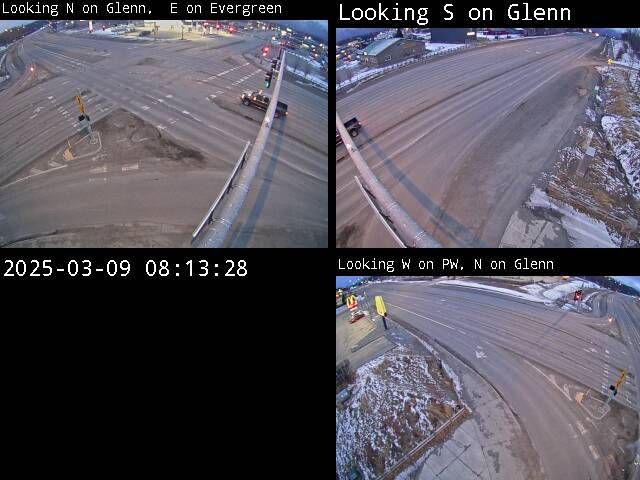 Looking N on Glenn, E on Evergreen
Looking S on Glenn
2025-03-09 08:13:28
Looking W on PW, N on Glenn